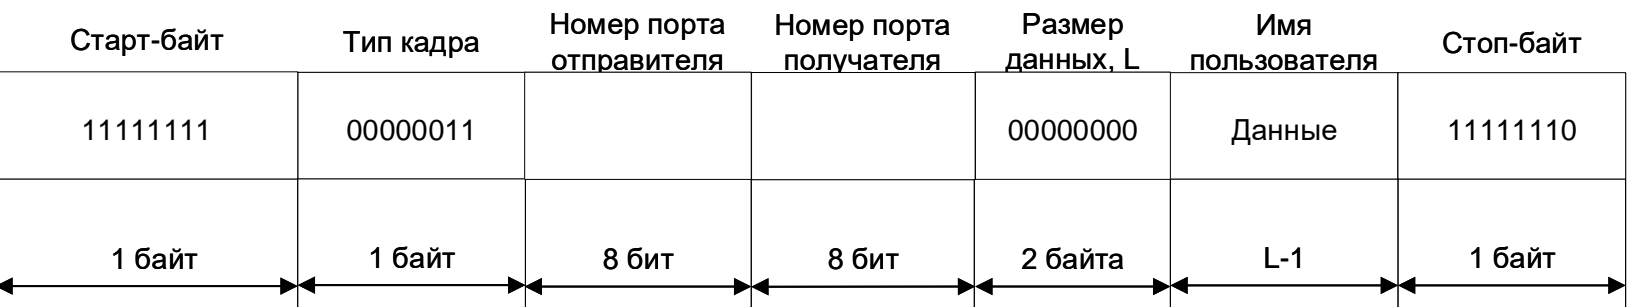 Старт-байт
Тип кадра
Номер порта
отправителя
Номер порта
получателя
Размер
данных, L
Имя
пользователя
Стоп-байт
11111111
00000011
00000000
Данные
11111110
1 байт
1 байт
8 бит
8 бит
2 байта
L-1
1 байт